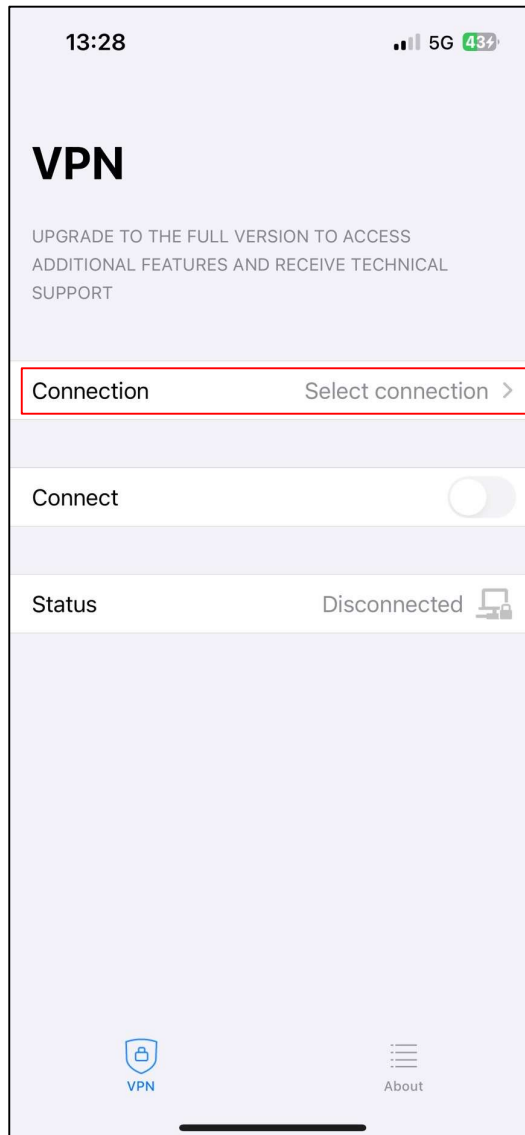 13:28
5G 43
VPN
UPGRADE TO THE FULL VERSION TO ACCESS
ADDITIONAL FEATURES AND RECEIVE TECHNICAL
SUPPORT
Connection Select connection
Connect
Status Disconnected
VPN About